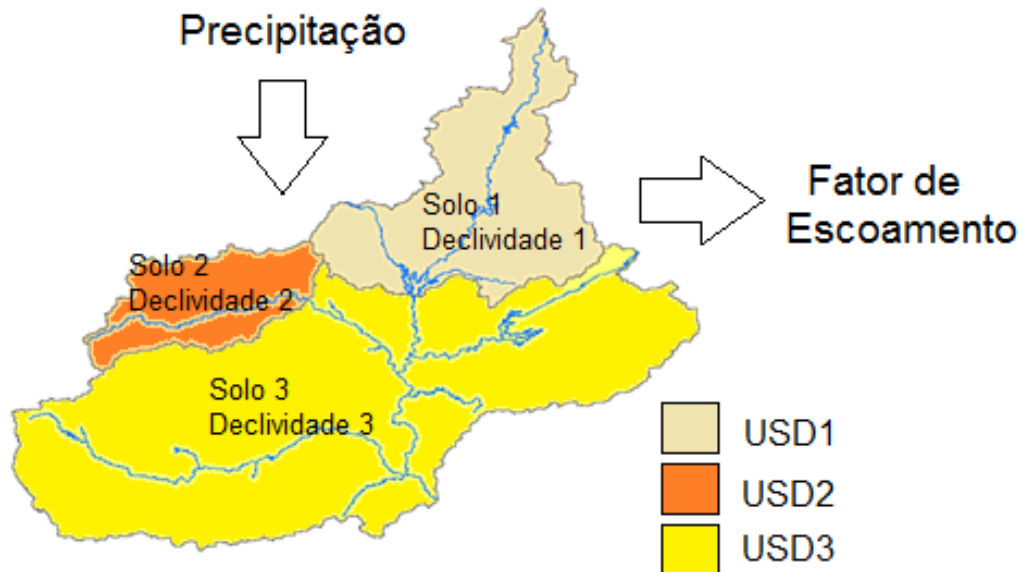 Precipitação
Solo 1
Declividade 1
Fator de
Escoamento
Solo 2
Declividade 2
Solo 3
Declividade 3
USD1
USD2
USD3